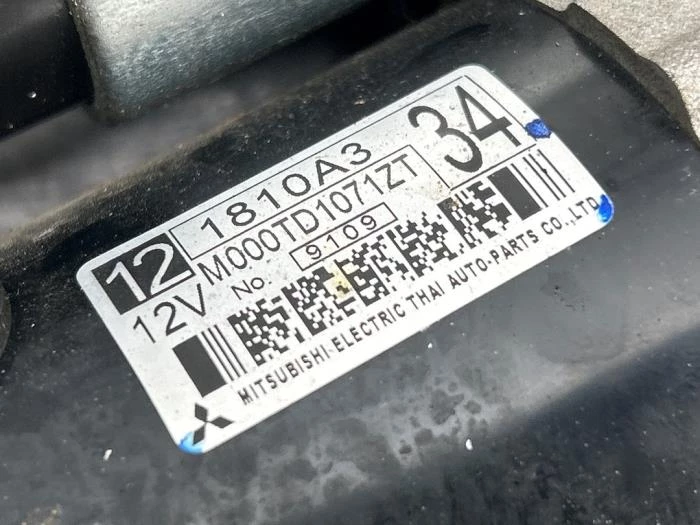 12 1810A3 34
12V M000TD1071ZT
No. 9109
MITSUBISHI ELECTRIC THAI AUTO-PARTS CO.,LTD.